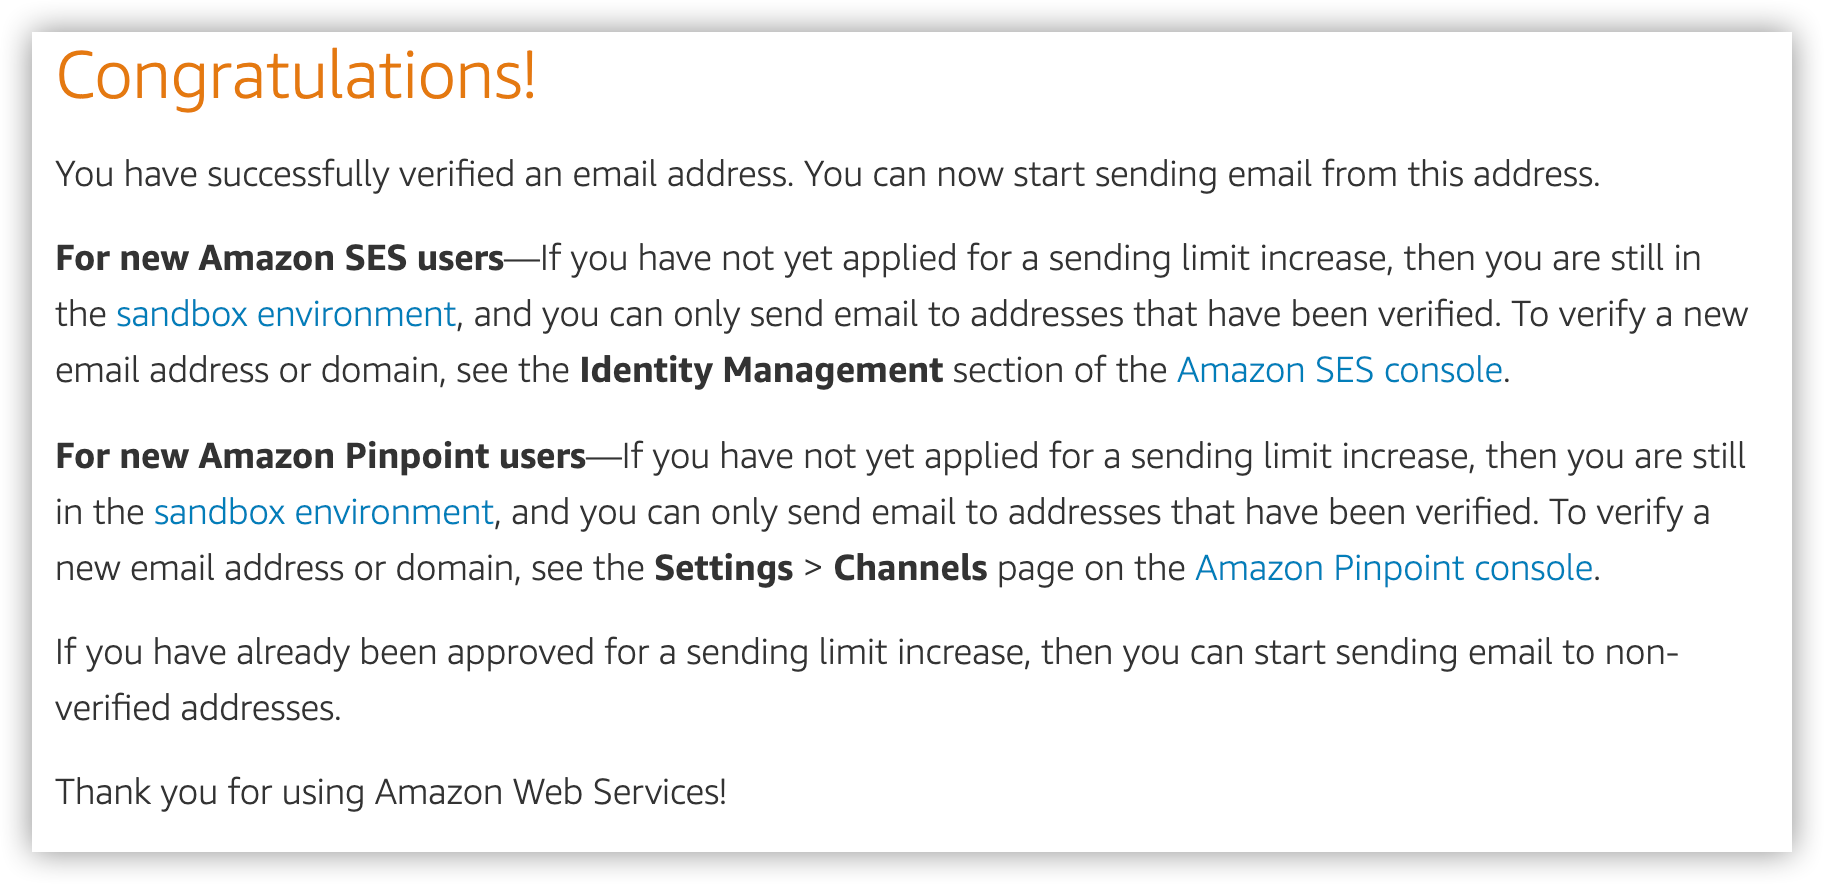 Congratulations!
You have successfully verified an email address. You can now start sending email from this address.
For new Amazon SES users—If you have not yet applied for a sending limit increase, then you are still in
the sandbox environment, and you can only send email to addresses that have been verified. To verify a new
email address or domain, see the Identity Management section of the Amazon SES console.
For new Amazon Pinpoint users—If you have not yet applied for a sending limit increase, then you are still
in the sandbox environment, and you can only send email to addresses that have been verified. To verify a
new email address or domain, see the Settings > Channels page on the Amazon Pinpoint console.
If you have already been approved for a sending limit increase, then you can start sending email to non-
verified addresses.
Thank you for using Amazon Web Services!